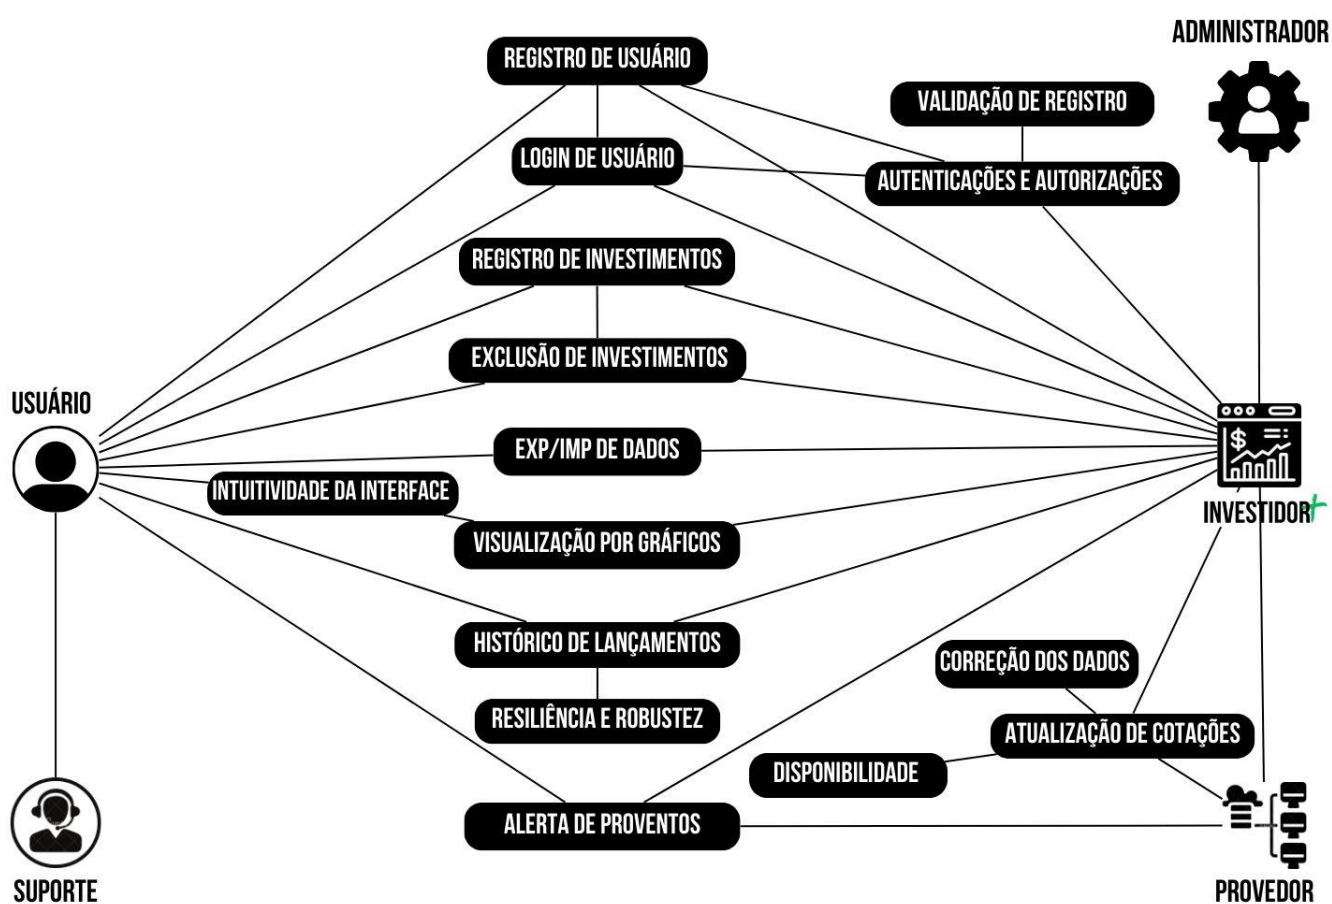 ADMINISTRADOR
REGISTRO DE USUÁRIO
VALIDAÇÃO DE REGISTRO
LOGIN DE USUÁRIO
AUTENTICAÇÕES E AUTORIZAÇÕES
REGISTRO DE INVESTIMENTOS
EXCLUSÃO DE INVESTIMENTOS
USUÁRIO
EXP/IMP DE DADOS
INTUITIVIDADE DA INTERFACE
INVESTIDOR+
VISUALIZAÇÃO POR GRÁFICOS
HISTÓRICO DE LANÇAMENTOS
CORREÇÃO DOS DADOS
RESILIÊNCIA E ROBUSTEZ
ATUALIZAÇÃO DE COTAÇÕES
DISPONIBILIDADE
ALERTA DE PROVENTOS
SUPORTE
PROVEDOR